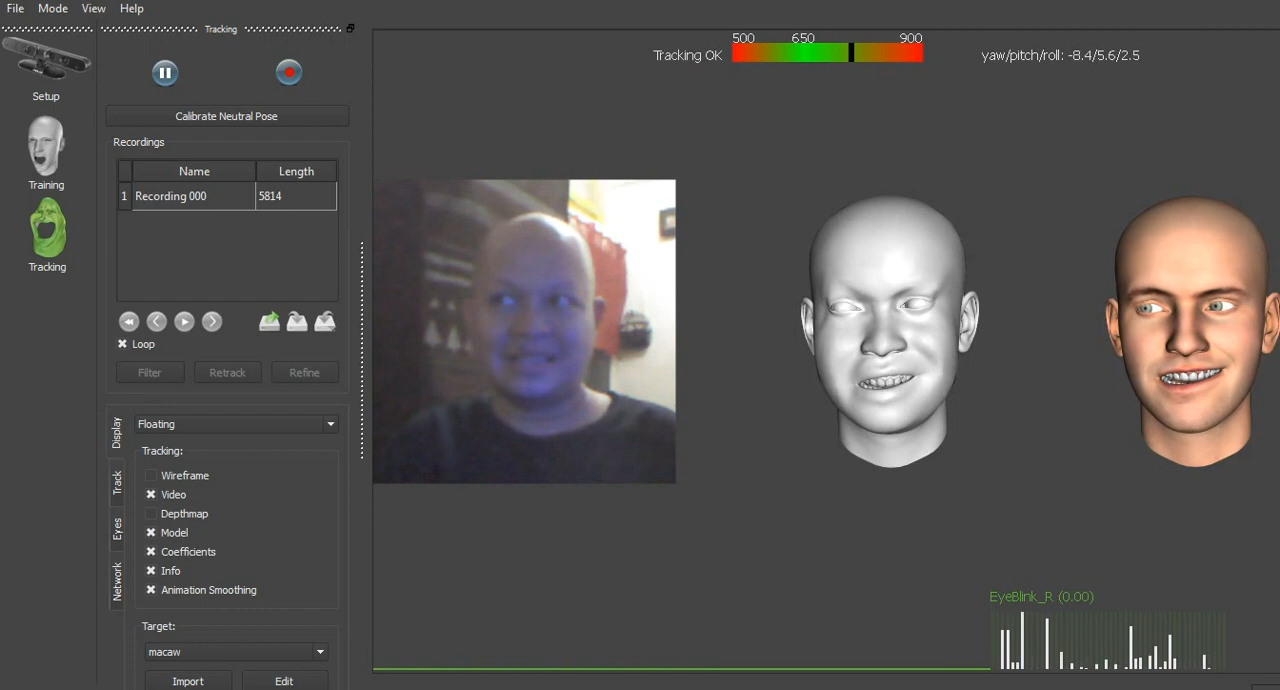 File Mode View Help
Tracking
Setup
Training
Tracking
Calibrate Neutral Pose
Recordings
Name Length
1 Recording 000 5814
Loop
Filter Retrack Refine
Display
Track
Eyes
Network
Floating
Tracking:
Wireframe
Video
Depthmap
Model
Coefficients
Info
Animation Smoothing
Target:
macaw
Import Edit
Tracking OK
500 650 900
yaw/pitch/roll: -8.4/5.6/2.5
EyeBlink_R (0.00)